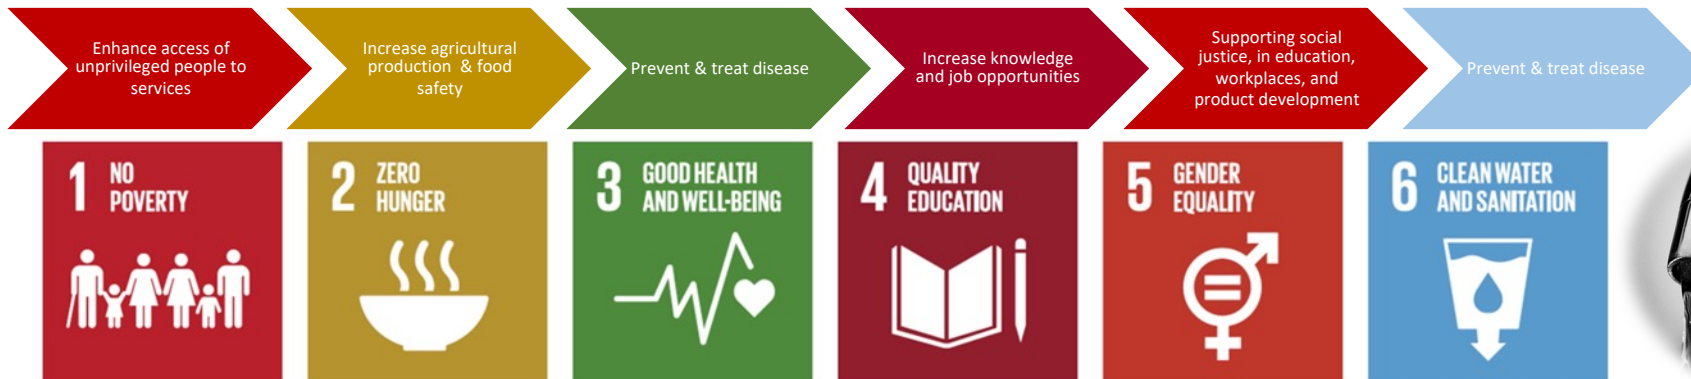 Enhance access of
unprivileged people to
services
Increase agricultural
production & food
safety
Prevent & treat disease
Increase knowledge
and job opportunities
Supporting social
justice, in education,
workplaces, and
product development
Prevent & treat disease
1 NO
POVERTY
2 ZERO
HUNGER
3 GOOD HEALTH
AND WELL-BEING
4 QUALITY
EDUCATION
5 GENDER
EQUALITY
6 CLEAN WATER
AND SANITATION